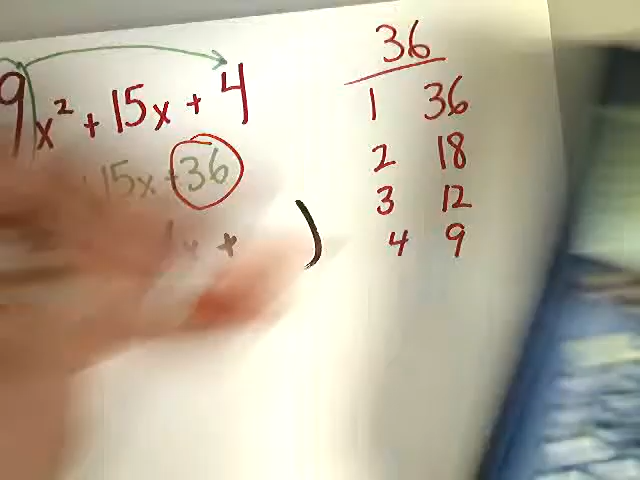 9x² + 15x + 4
15x + 36
x +   )
36
1 36
2 18
3 12
4 9